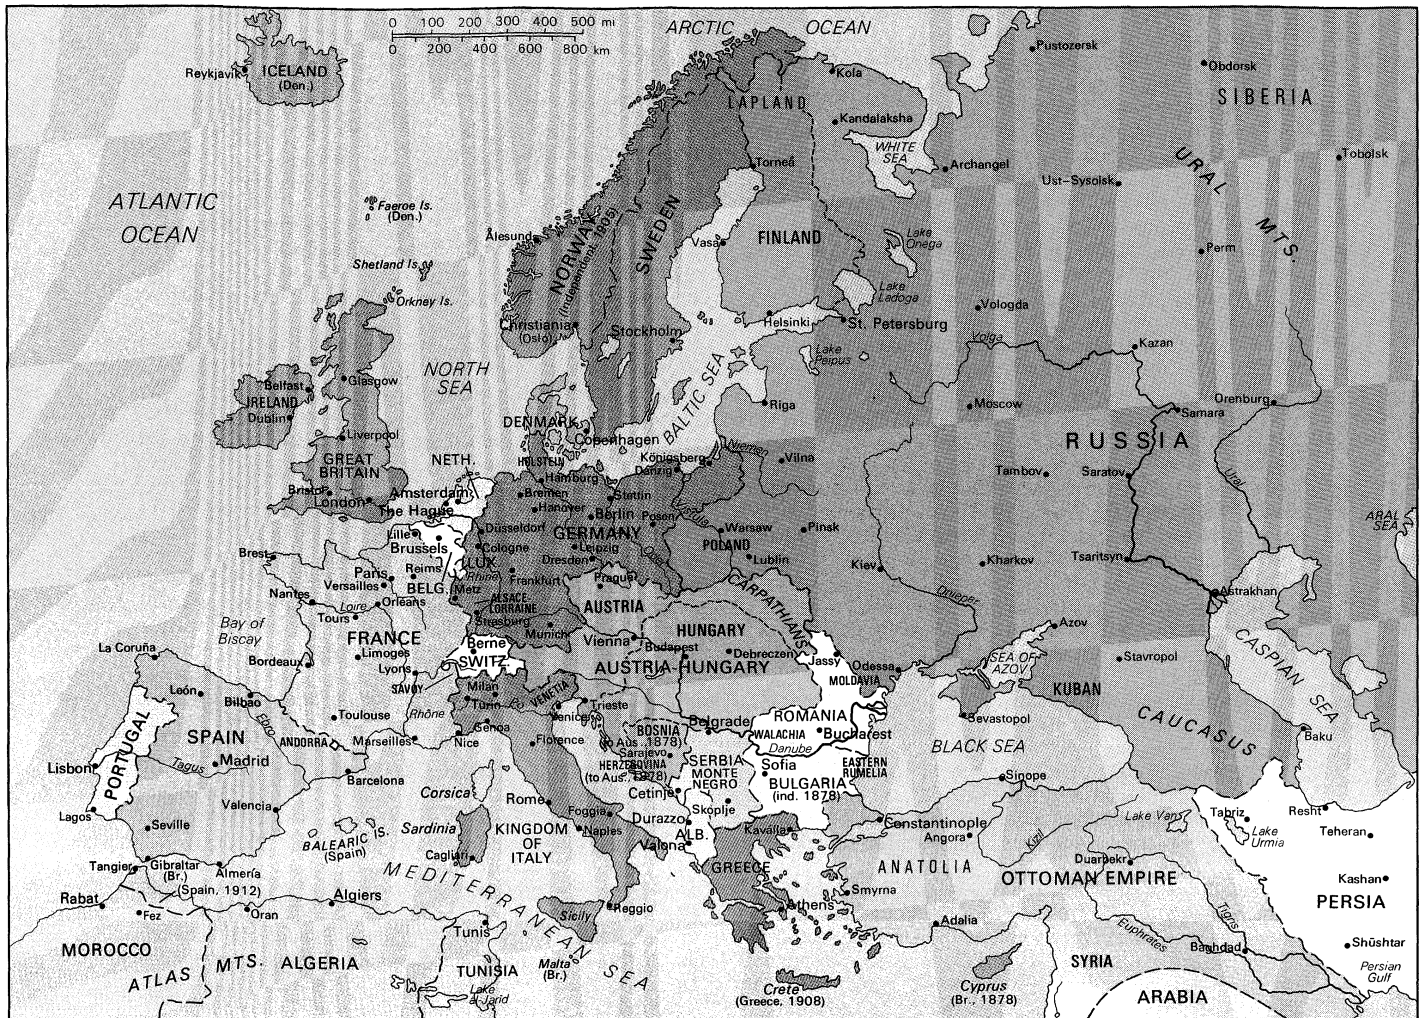 0 100 200 300 400 500 mi
0 200 400 600 800 km
ARCTIC OCEAN
Reykjavik
ICELAND
(Den.)
Pustozersk
Obdorsk
SIBERIA
Kola
LAPLAND
Kandalaksha
WHITE
SEA
Archangel
Tobolsk
Torneå
Ust-Sysolsk
URAL MTS.
ATLANTIC
OCEAN
Faeroe Is.
(Den.)
Ålesund
NORWAY
(Independent, 1905)
SWEDEN
Vasa
FINLAND
Lake
Onega
Perm
Shetland Is.
Orkney Is.
Lake
Ladoga
Vologda
Christiania
(Oslo)
Stockholm
Helsinki
St. Petersburg
Volga
Kazan
Lake
Peipus
NORTH
SEA
Glasgow
Belfast
IRELAND
Dublin
BALTIC SEA
Riga
Moscow
Samara
Orenburg
DENMARK
Copenhagen
Liverpool
GREAT
BRITAIN
RUSSIA
NETH.
HOLSTEIN
Hamburg
Königsberg
Danzig
Niemen
Vilna
Tambov
Saratov
Ural
Bristol
London
Amsterdam
The Hague
Bremen
Hanover
Stettin
Berlin
Posen
Vistula
ARAL
SEA
Lille
Brussels
Düsseldorf
Cologne
GERMANY
Leipzig
Dresden
Oder
Warsaw
POLAND
Lublin
Pinsk
Brest
Paris
Versailles
Reims
BELG.
LUX.
Rhine
Frankfurt
Prague
Kiev
Kharkov
Tsaritsyn
Nantes
Loire
Orléans
Tours
Metz
ALSACE-
LORRAINE
Strasburg
Munich
AUSTRIA
CARPATHIANS
Dnieper
Astrakhan
Bay of
Biscay
FRANCE
Limoges
Berne
SWITZ.
Vienna
HUNGARY
Budapest
Debreczen
Azov
La Coruña
Bordeaux
Lyons
SAVOY
AUSTRIA-HUNGARY
Jassy
MOLDAVIA
Odessa
SEA OF
AZOV
Stavropol
CASPIAN SEA
León
Bilbao
Ebro
Toulouse
Rhône
Milan
Turin
Po
VENETIA
Venice
Trieste
KUBAN
CAUCASUS
PORTUGAL
SPAIN
ANDORRA
Marseilles
Nice
Genoa
Florence
BOSNIA
(to Aus., 1878)
Sarajevo
HERZEGOVINA
(to Aus., 1878)
Belgrade
ROMANIA
WALACHIA
Bucharest
Danube
Sevastopol
BLACK SEA
Baku
Lisbon
Tagus
Madrid
Barcelona
SERBIA
MONTE
NEGRO
Sofia
BULGARIA
(ind. 1878)
EASTERN
RUMELIA
Sinope
Corsica
Rome
Cetinje
Skoplje
Lagos
Valencia
Seville
BALEARIC IS.
(Spain)
Sardinia
Cagliari
KINGDOM
OF
ITALY
Foggia
Naples
Durazzo
ALB.
Valona
Kavalla
Constantinople
Angora
Kizil
Lake Van
Tabriz
Lake
Urmia
Resht
Teheran
Tangier
Gibraltar
(Br.)
Almería
(Spain, 1912)
MEDITERRANEAN SEA
GREECE
ANATOLIA
Smyrna
Duarbekr
OTTOMAN EMPIRE
Kashan
PERSIA
Rabat
Fez
Oran
Algiers
Sicily
Reggio
Athens
Adalia
Euphrates
Tigris
Baghdad
Shūshtar
MOROCCO
ATLAS MTS.
ALGERIA
Tunis
TUNISIA
Lake
al-Jarid
Malta
(Br.)
Crete
(Greece, 1908)
Cyprus
(Br., 1878)
SYRIA
ARABIA
Persian
Gulf